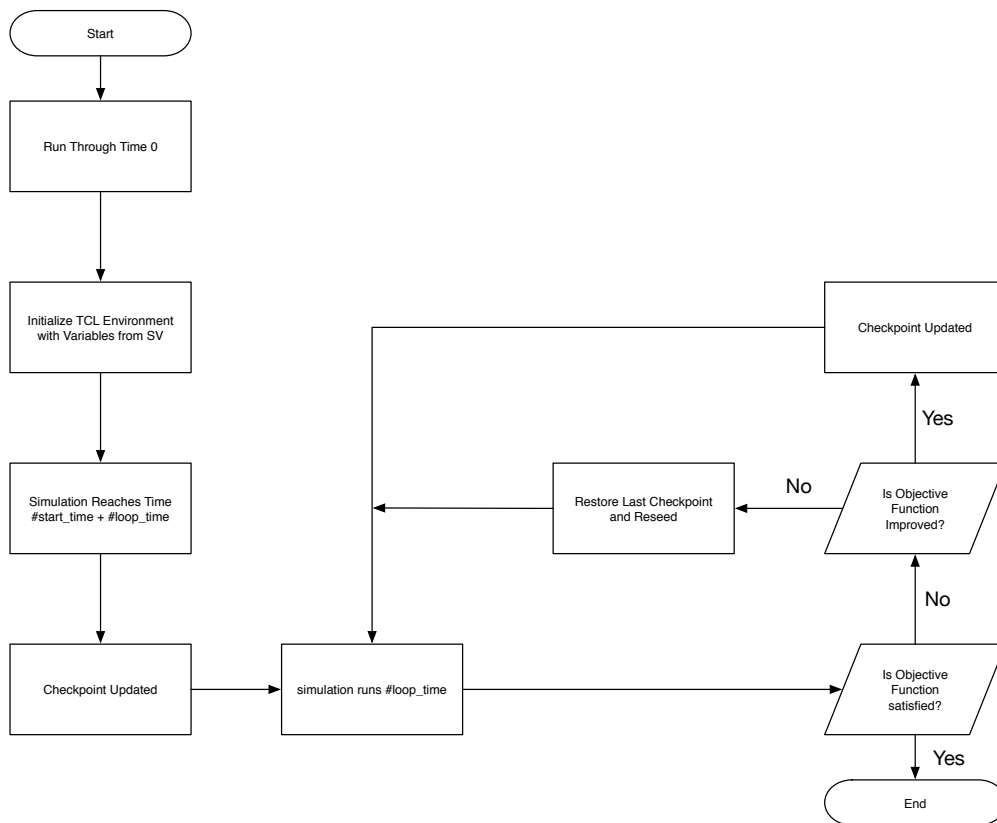 Start
Run Through Time 0
Initialize TCL Environment
with Variables from SV
Simulation Reaches Time
#start_time + #loop_time
Checkpoint Updated
simulation runs #loop_time
Checkpoint Updated
Yes
Restore Last Checkpoint
and Reseed
No
Is Objective
Function
Improved?
No
Is Objective
Function
satisfied?
Yes
End